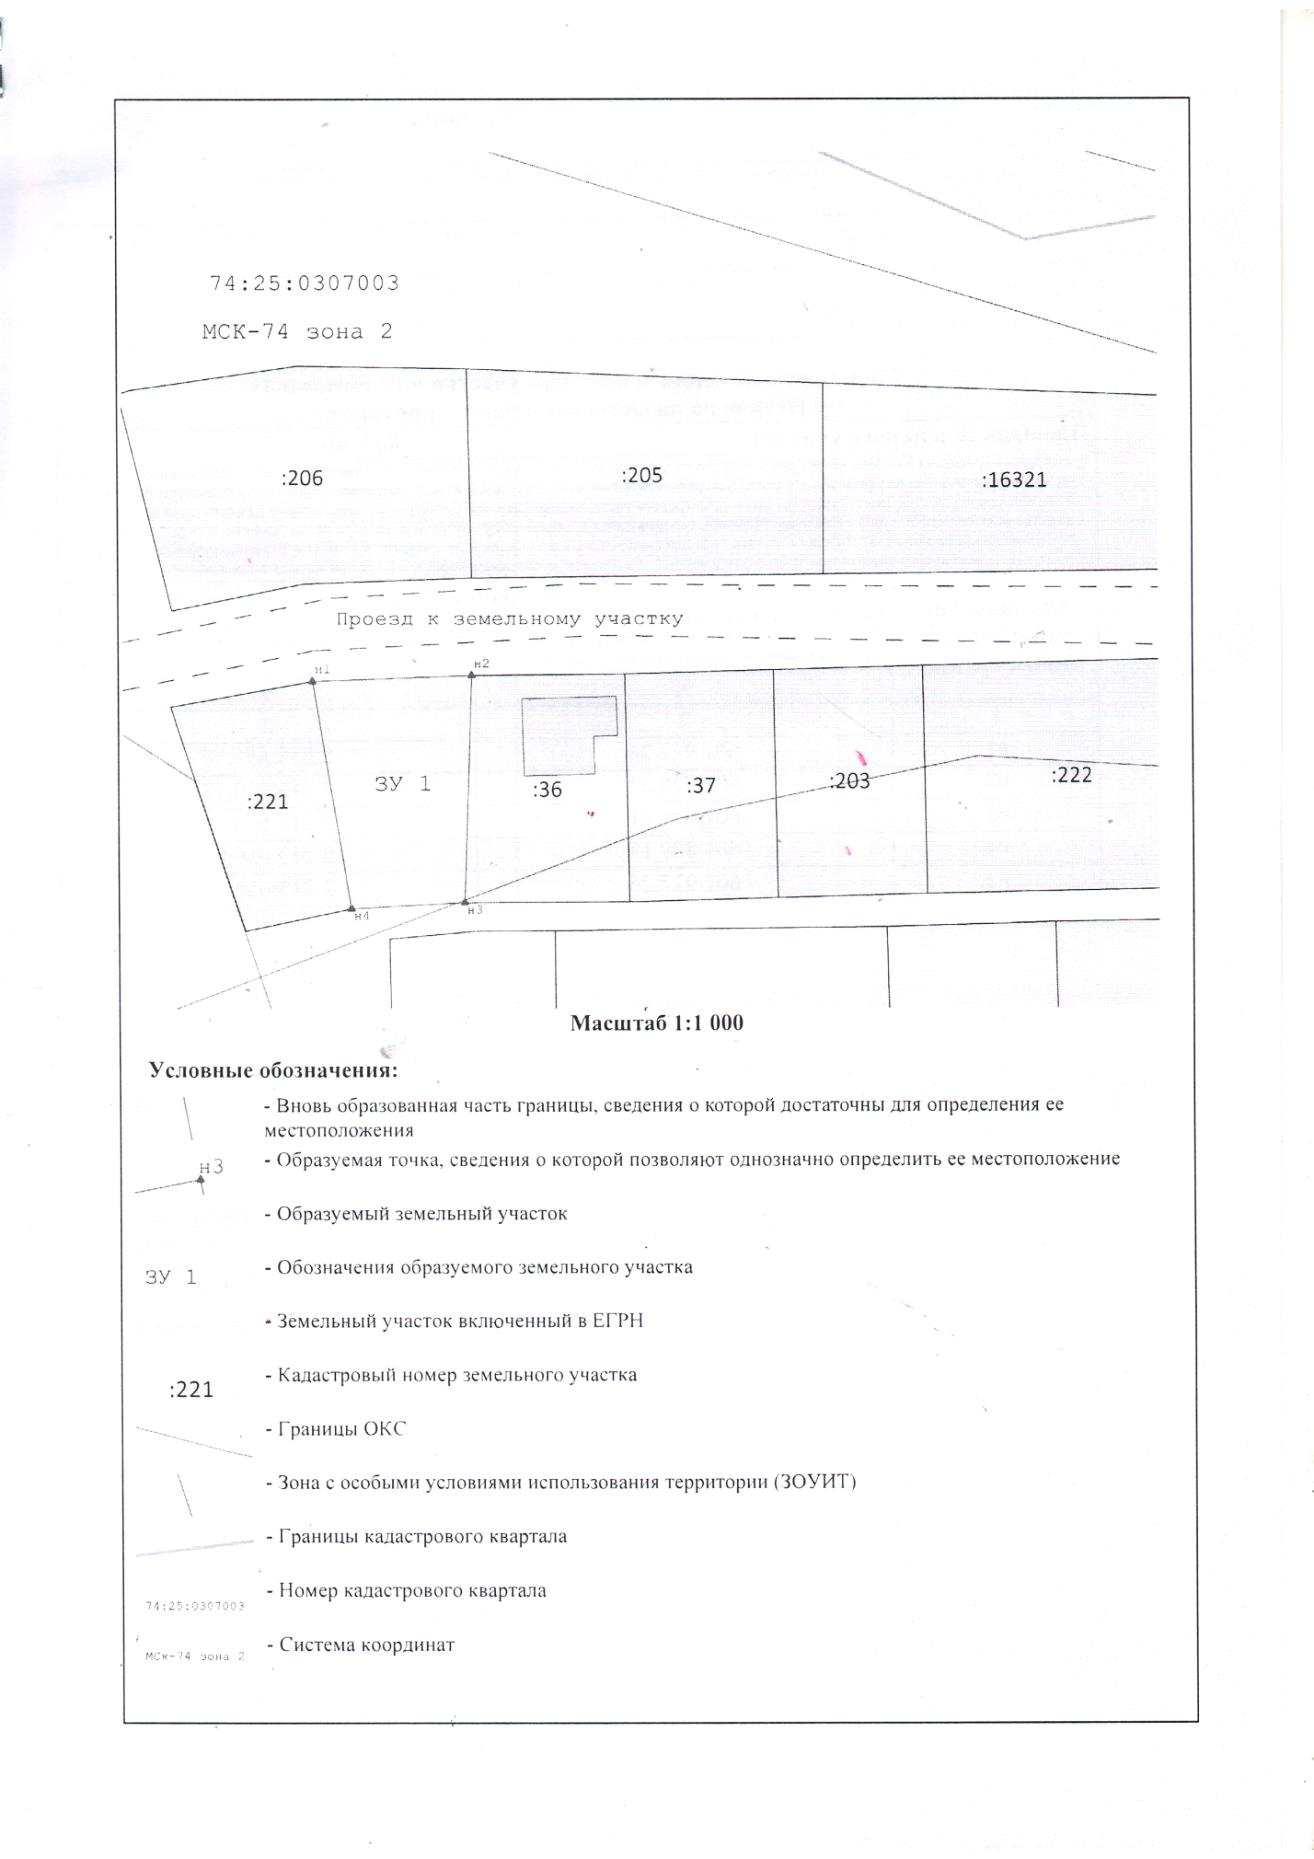 74:25:0307003
МСК-74 зона 2
:206
:205
:16321
Проезд к земельному участку
н1
н2
:221
ЗУ 1
:36
:37
:203
:222
н4
н3
Масштаб 1:1 000
Условные обозначения:
- Вновь образованная часть границы, сведения о которой достаточны для определения ее
местоположения
н3
- Образуемая точка, сведения о которой позволяют однозначно определить ее местоположение
- Образуемый земельный участок
ЗУ 1
- Обозначения образуемого земельного участка
- Земельный участок включенный в ЕГРН
:221
- Кадастровый номер земельного участка
- Границы ОКС
- Зона с особыми условиями использования территории (ЗОУИТ)
- Границы кадастрового квартала
74:25:0307003
- Номер кадастрового квартала
МСк-74 зона 2
- Система координат